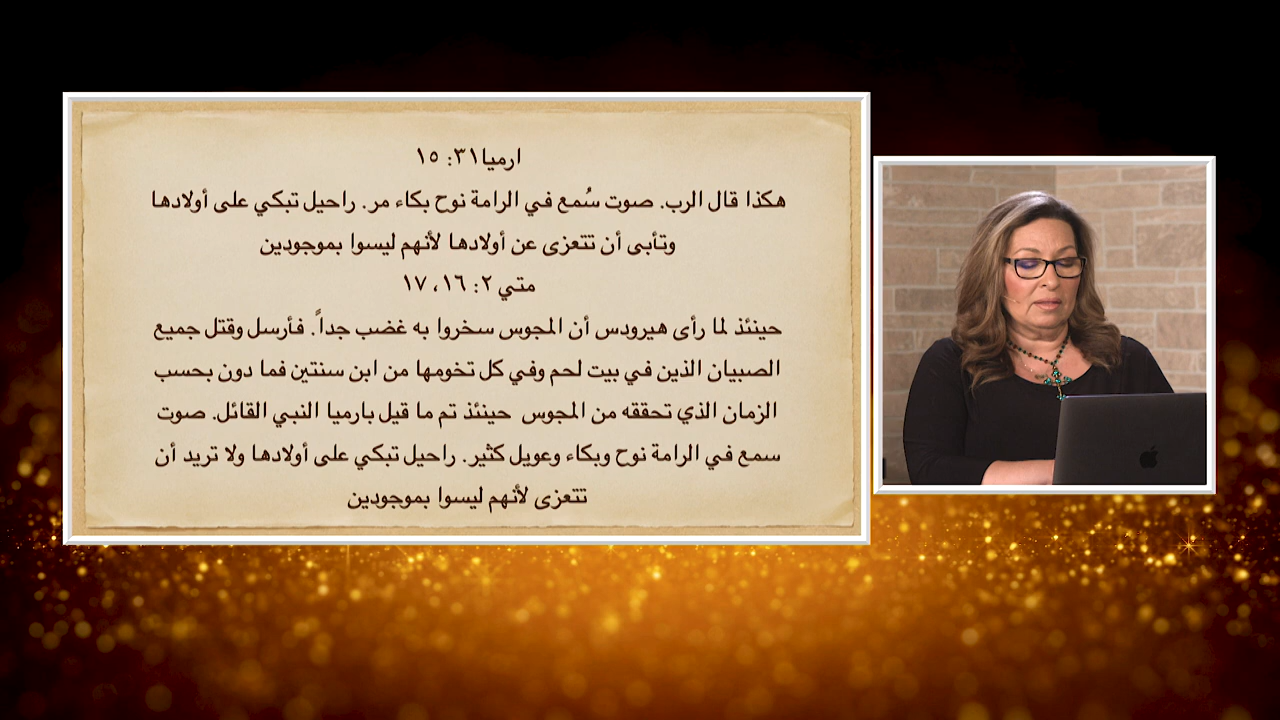 ارميا٣١: ١٥
هكذا قال الرب. صوت سُمع في الرامة نوح بكاء مر. راحيل تبكي على أولادها
وتأبى أن تتعزى عن أولادها لأنهم ليسوا بموجودين
متي ٢: ١٦، ١٧
حينئذ لما رأى هيرودس أن المجوس سخروا به غضب جداً. فأرسل وقتل جميع
الصبيان الذين في بيت لحم وفي كل تخومها من ابن سنتين فما دون بحسب
الزمان الذي تحققه من المجوس حينئذ تم ما قيل بارميا النبي القائل. صوت
سمع في الرامة نوح وبكاء وعويل كثير. راحيل تبكي على أولادها ولا تريد أن
تتعزى لأنهم ليسوا بموجودين